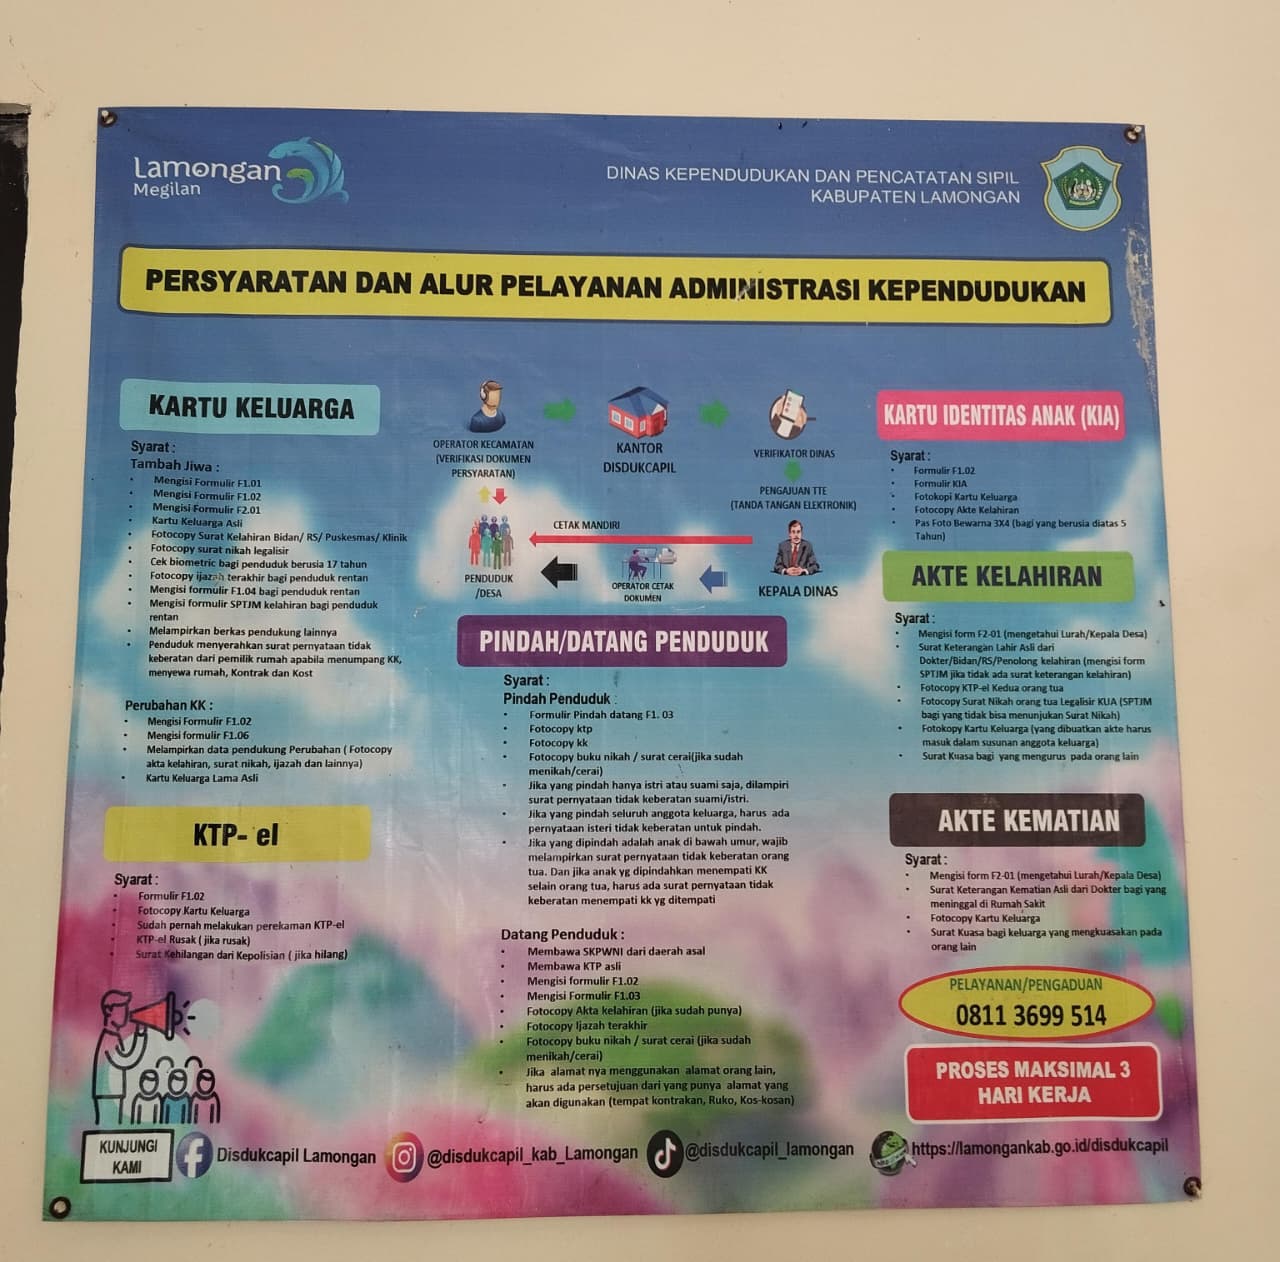 Lamongan
Megilan
DINAS KEPENDUDUKAN DAN PENCATATAN SIPIL
KABUPATEN LAMONGAN
PERSYARATAN DAN ALUR PELAYANAN ADMINISTRASI KEPENDUDUKAN
KARTU KELUARGA
Syarat :
Tambah Jiwa :
• Mengisi Formulir F1.01
• Mengisi Formulir F1.02
• Mengisi Formulir F2.01
• Kartu Keluarga Asli
• Fotocopy Surat Kelahiran Bidan/ RS/ Puskesmas/ Klinik
• Fotocopy surat nikah legalisir
• Cek biometric bagi penduduk berusia 17 tahun
• Fotocopy ijazah terakhir bagi penduduk rentan
• Mengisi formulir F1.04 bagi penduduk rentan
• Mengisi formulir SPTJM kelahiran bagi penduduk
rentan
• Melampirkan berkas pendukung lainnya
• Penduduk menyerahkan surat pernyataan tidak
keberatan dari pemilik rumah apabila menumpang KK,
menyewa rumah, Kontrak dan Kost
Perubahan KK :
• Mengisi Formulir F1.02
• Mengisi formulir F1.06
• Melampirkan data pendukung Perubahan ( Fotocopy
akta kelahiran, surat nikah, ijazah dan lainnya)
• Kartu Keluarga Lama Asli
KTP- el
Syarat :
• Formulir F1.02
• Fotocopy Kartu Keluarga
• Sudah pernah melakukan perekaman KTP-el
• KTP-el Rusak ( jika rusak)
• Surat Kehilangan dari Kepolisian ( jika hilang)
OPERATOR KECAMATAN
(VERIFIKASI DOKUMEN
PERSYARATAN)
KANTOR
DISDUKCAPIL
VERIFIKATOR DINAS
PENGAJUAN TTE
(TANDA TANGAN ELEKTRONIK)
CETAK MANDIRI
PENDUDUK
/DESA
OPERATOR CETAK
DOKUMEN
KEPALA DINAS
PINDAH/DATANG PENDUDUK
Syarat :
Pindah Penduduk :
• Formulir Pindah datang F1. 03
• Fotocopy ktp
• Fotocopy kk
• Fotocopy buku nikah / surat cerai(jika sudah
menikah/cerai)
• Jika yang pindah hanya istri atau suami saja, dilampiri
surat pernyataan tidak keberatan suami/istri.
• Jika yang pindah seluruh anggota keluarga, harus ada
pernyataan isteri tidak keberatan untuk pindah.
• Jika yang dipindah adalah anak di bawah umur, wajib
melampirkan surat pernyataan tidak keberatan orang
tua. Dan jika anak yg dipindahkan menempati KK
selain orang tua, harus ada surat pernyataan tidak
keberatan menempati kk yg ditempati
Datang Penduduk :
• Membawa SKPWNI dari daerah asal
• Membawa KTP asli
• Mengisi formulir F1.02
• Mengisi Formulir F1.03
• Fotocopy Akta kelahiran (jika sudah punya)
• Fotocopy Ijazah terakhir
• Fotocopy buku nikah / surat cerai (jika sudah
menikah/cerai)
• Jika alamat nya menggunakan alamat orang lain,
harus ada persetujuan dari yang punya alamat yang
akan digunakan (tempat kontrakan, Ruko, Kos-kosan)
KARTU IDENTITAS ANAK (KIA)
Syarat :
• Formulir F1.02
• Formulir KIA
• Fotokopi Kartu Keluarga
• Fotocopy Akte Kelahiran
• Pas Foto Bewarna 3X4 (bagi yang berusia diatas 5
Tahun)
AKTE KELAHIRAN
Syarat :
• Mengisi form F2-01 (mengetahui Lurah/Kepala Desa)
• Surat Keterangan Lahir Asli dari
Dokter/Bidan/RS/Penolong kelahiran (mengisi form
SPTJM jika tidak ada surat keterangan kelahiran)
• Fotocopy KTP-el Kedua orang tua
• Fotocopy Surat Nikah orang tua Legalisir KUA (SPTJM
bagi yang tidak bisa menunjukan Surat Nikah)
• Fotokopy Kartu Keluarga (yang dibuatkan akte harus
masuk dalam susunan anggota keluarga)
• Surat Kuasa bagi yang mengurus pada orang lain
AKTE KEMATIAN
Syarat :
• Mengisi form F2-01 (mengetahui Lurah/Kepala Desa)
• Surat Keterangan Kematian Asli dari Dokter bagi yang
meninggal di Rumah Sakit
• Fotocopy Kartu Keluarga
• Surat Kuasa bagi keluarga yang mengkuasakan pada
orang lain
PELAYANAN/PENGADUAN
0811 3699 514
PROSES MAKSIMAL 3
HARI KERJA
KUNJUNGI
KAMI
Disdukcapil Lamongan
@disdukcapil_kab_Lamongan
@disdukcapil_lamongan
https://lamongankab.go.id/disdukcapil